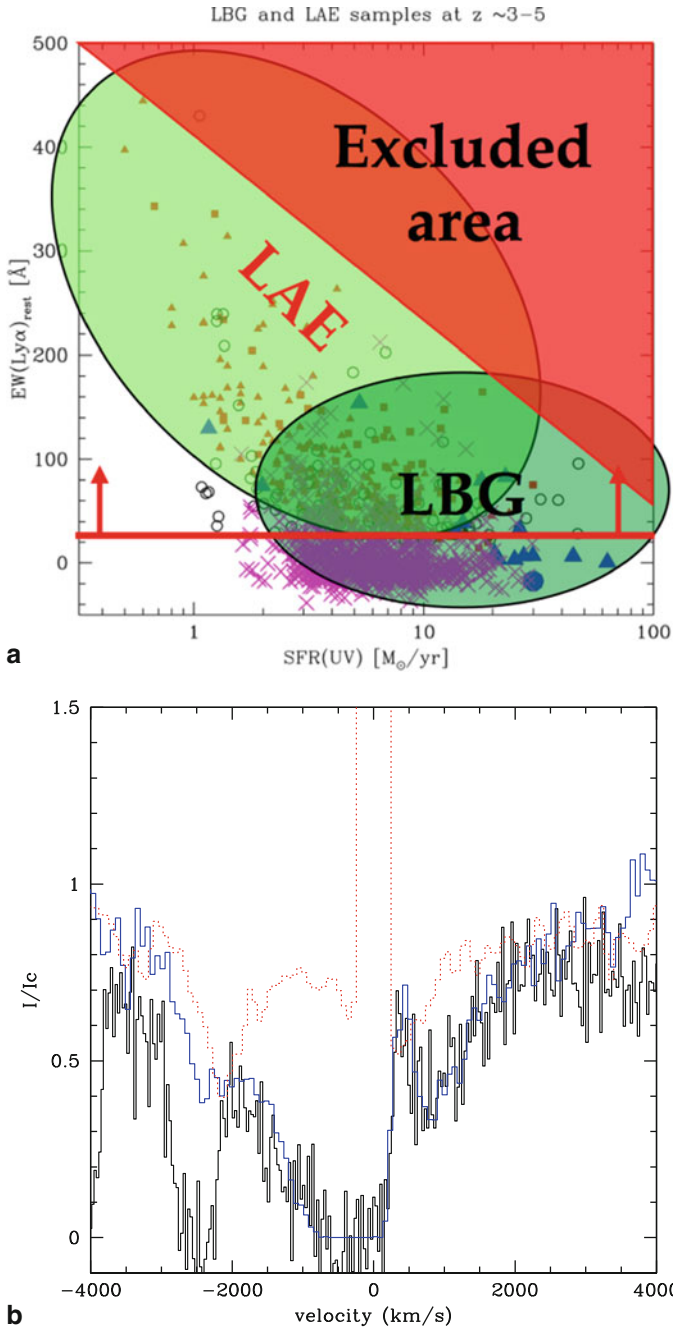 LBG and LAE samples at z ~3−5
500
400
300
200
100
0
EW(Lyα)rest [Å]
Excluded
area
LAE
LBG
1
10
100
SFR(UV) [M⊙/yr]
a
1.5
1
0.5
0
I/Ic
−4000
−2000
0
2000
4000
velocity (km/s)
b